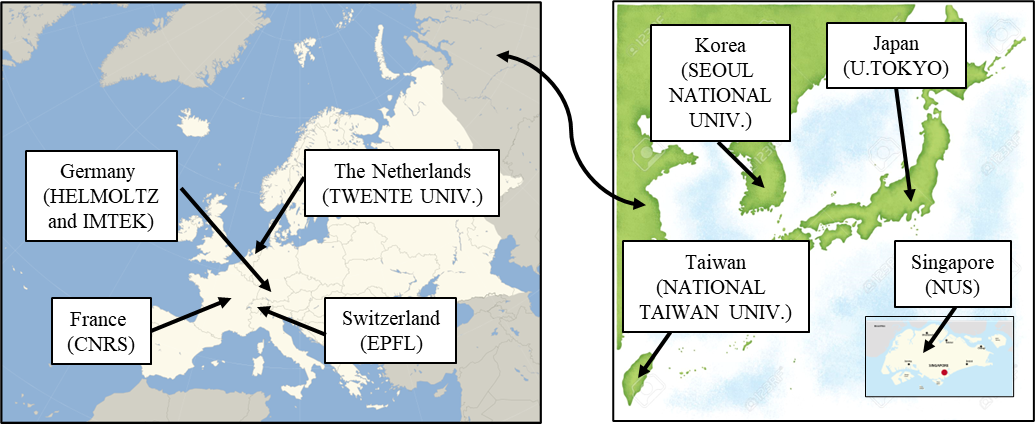 Germany
(HELMOLTZ
and IMTEK)
The Netherlands
(TWENTE UNIV.)
France
(CNRS)
Switzerland
(EPFL)
Korea
(SEOUL
NATIONAL
UNIV.)
Japan
(U.TOKYO)
Taiwan
(NATIONAL
TAIWAN UNIV.)
Singapore
(NUS)
SINGAPORE